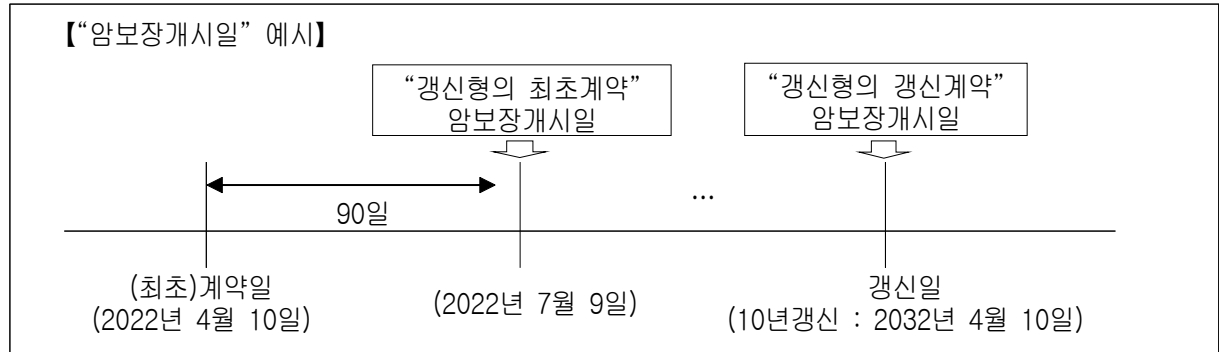 【“암보장개시일” 예시】
“갱신형의 최초계약”
암보장개시일
“갱신형의 갱신계약”
암보장개시일
90일
...
(최초)계약일
(2022년 4월 10일)
(2022년 7월 9일)
갱신일
(10년갱신 : 2032년 4월 10일)